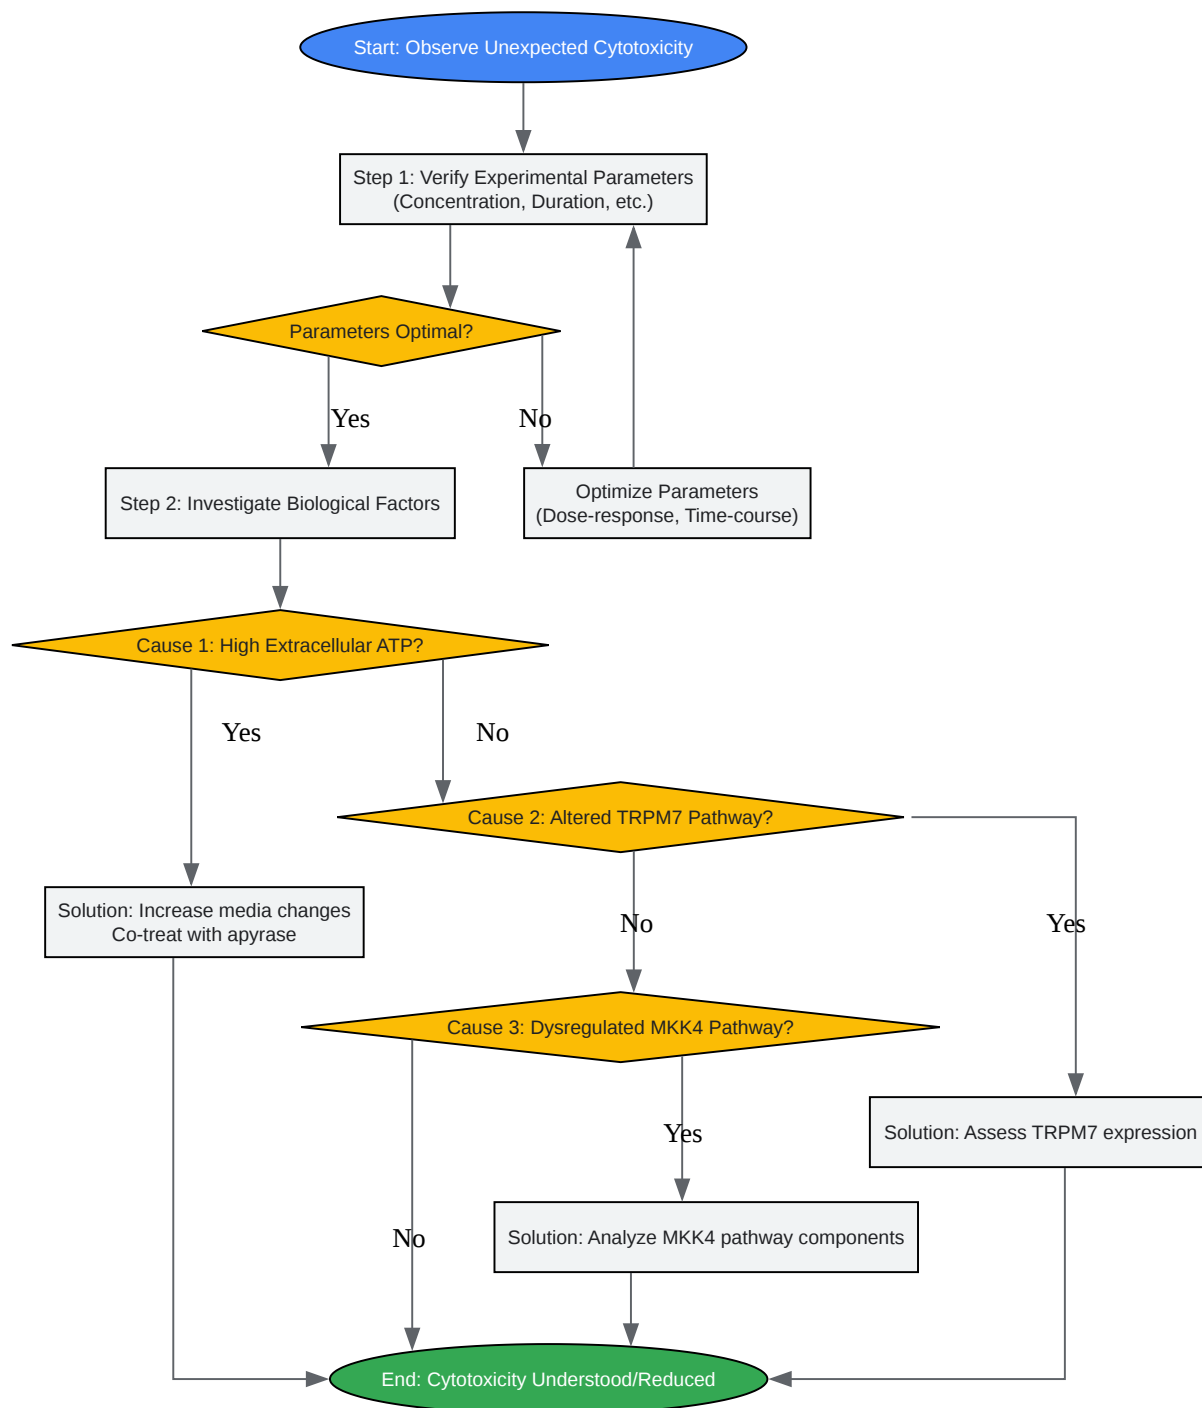 Start: Observe Unexpected Cytotoxicity
Step 1: Verify Experimental Parameters
(Concentration, Duration, etc.)
Parameters Optimal?
Yes
No
Step 2: Investigate Biological Factors
Optimize Parameters
(Dose-response, Time-course)
Cause 1: High Extracellular ATP?
Yes
No
Cause 2: Altered TRPM7 Pathway?
Solution: Increase media changes
Co-treat with apyrase
No
Yes
Cause 3: Dysregulated MKK4 Pathway?
Yes
Solution: Assess TRPM7 expression
No
Solution: Analyze MKK4 pathway components
End: Cytotoxicity Understood/Reduced